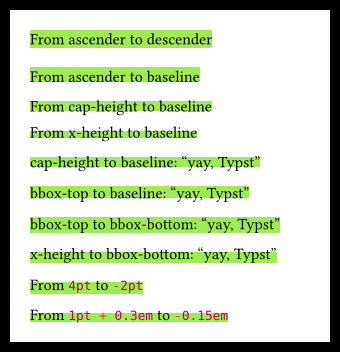 From ascender to descender
From ascender to baseline
From cap-height to baseline
From x-height to baseline
cap-height to baseline: “yay, Typst”
bbox-top to baseline: “yay, Typst”
bbox-top to bbox-bottom: “yay, Typst”
x-height to bbox-bottom: “yay, Typst”
From 4pt to -2pt
From 1pt + 0.3em to -0.15em